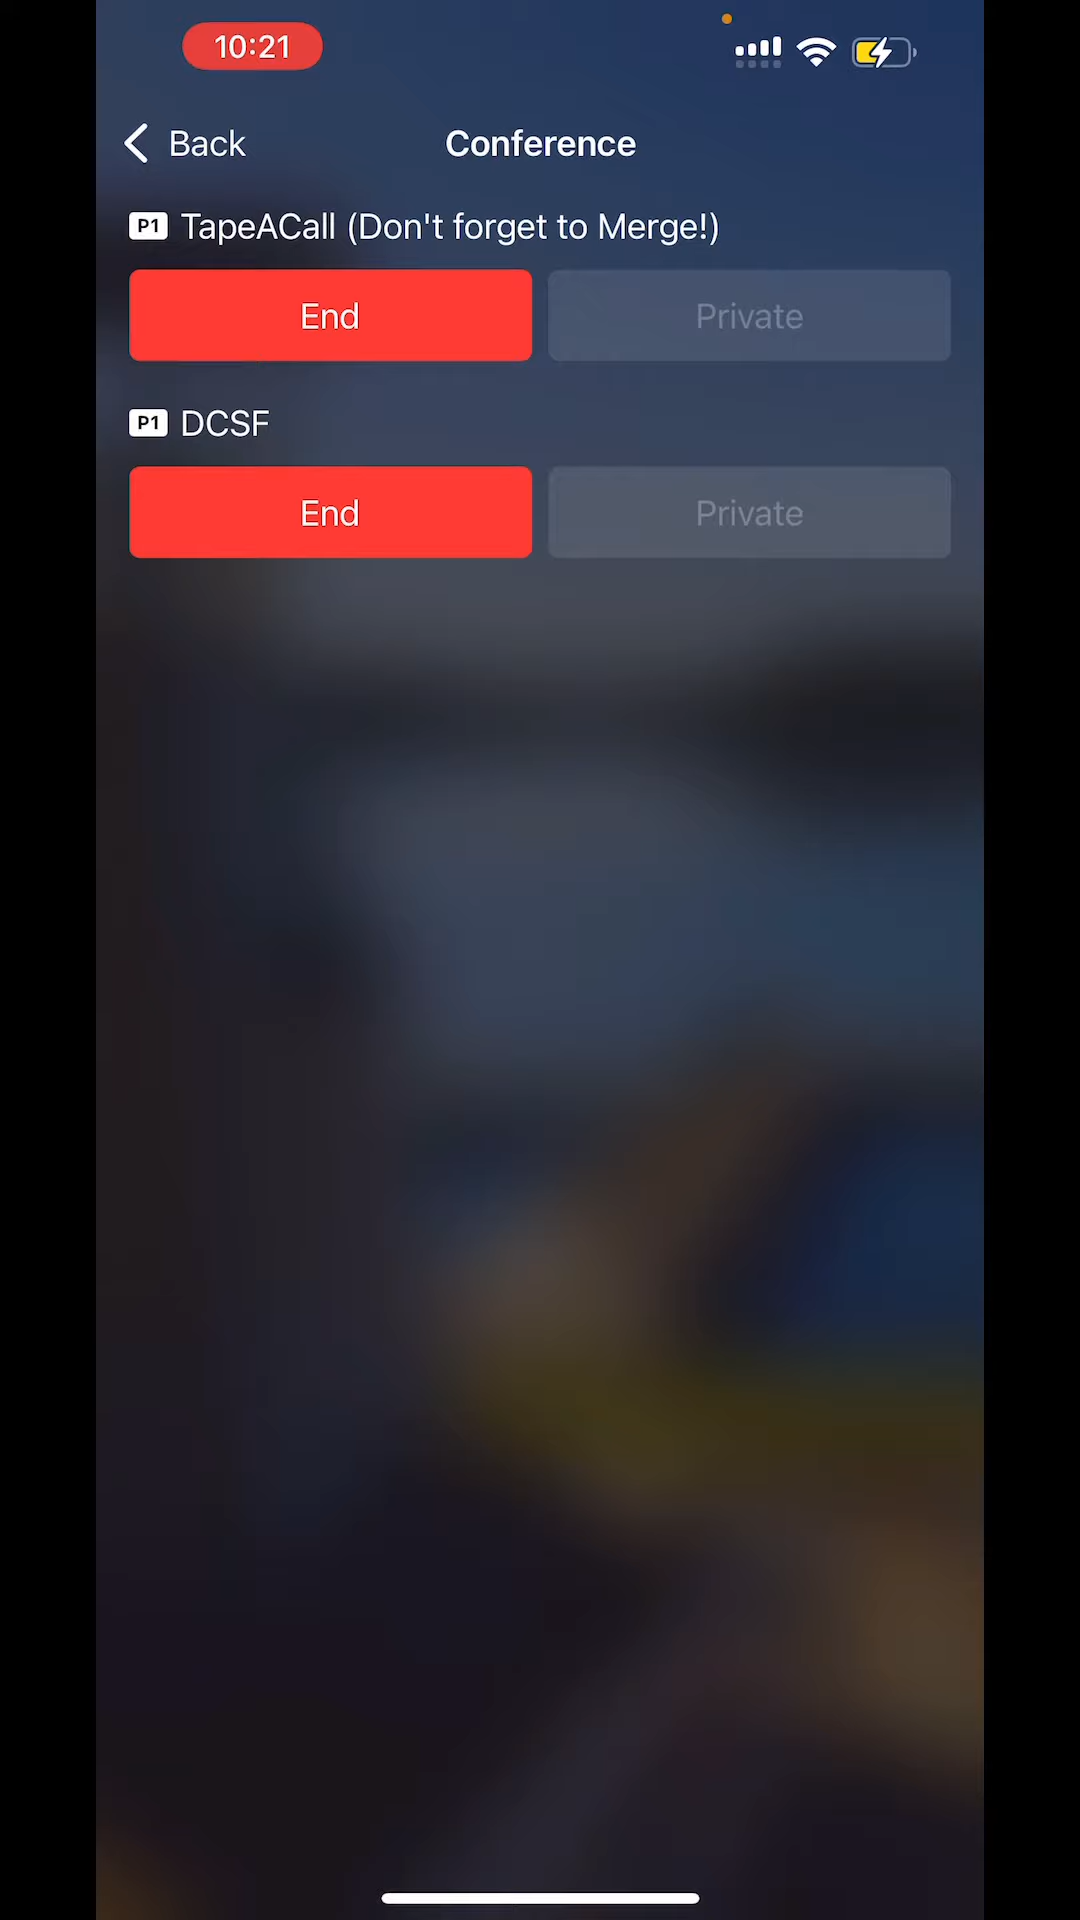 10:21
Back
Conference
P1 TapeACall (Don't forget to Merge!)
End
Private
P1 DCSF
End
Private